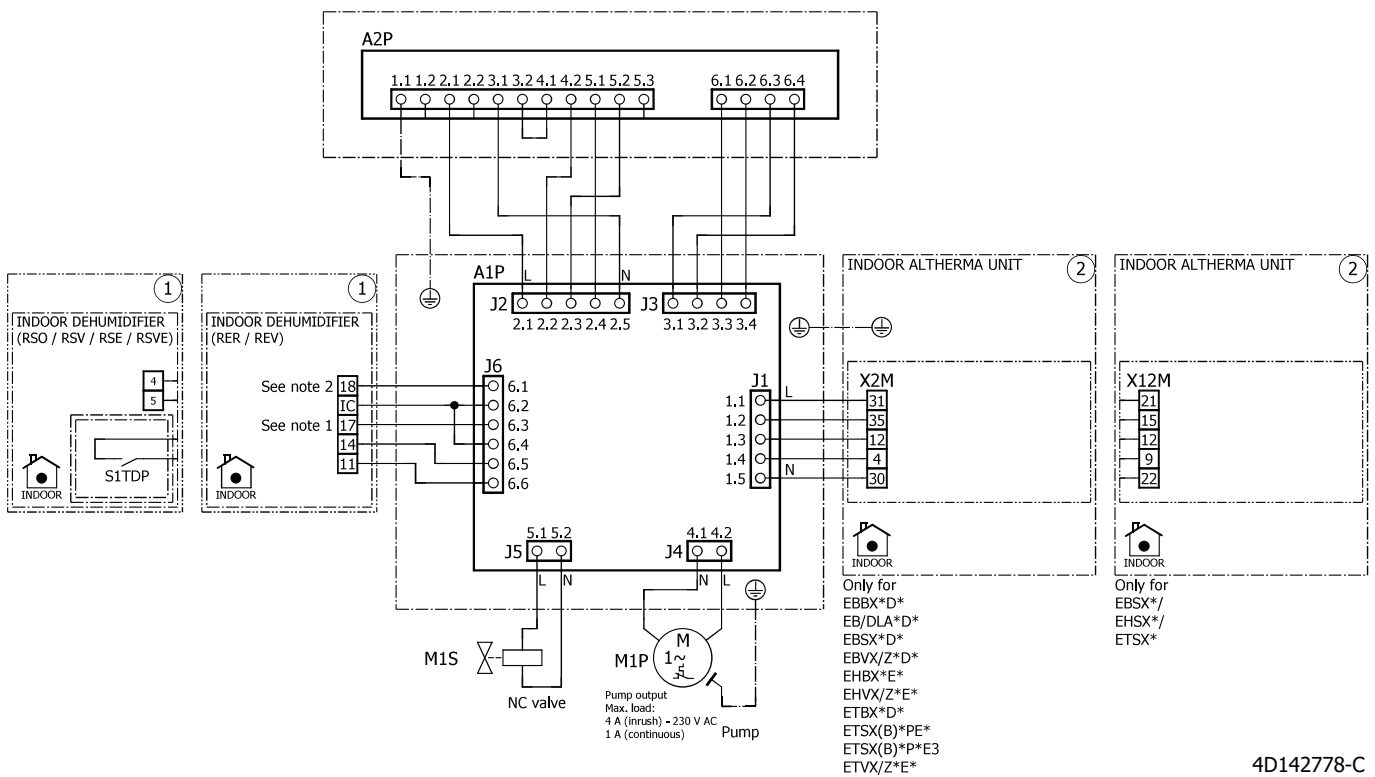 A2P
1.1 1.2 2.1 2.2 3.1 3.2 4.1 4.2 5.1 5.2 5.3
6.1 6.2 6.3 6.4
1
INDOOR DEHUMIDIFIER
(RSO / RSV / RSE / RSVE)
4
5
S1TDP
INDOOR
1
INDOOR DEHUMIDIFIER
(RER / REV)
See note 2 18
IC
See note 1 17
14
11
INDOOR
A1P
L
N
J2
2.1 2.2 2.3 2.4 2.5
J3
3.1 3.2 3.3 3.4
J6
6.1
6.2
6.3
6.4
6.5
6.6
J1
1.1 L
1.2
1.3
1.4
1.5 N
5.1 5.2
J5
L N
4.1 4.2
J4
N L
M1S
NC valve
M1P
M
1~
Pump output
Max. load:
4 A (inrush) - 230 V AC
1 A (continuous)
Pump
INDOOR ALTHERMA UNIT
2
X2M
31
35
12
4
30
INDOOR
Only for
EBBX*D*
EB/DLA*D*
EBSX*D*
EBVX/Z*D*
EHBX*E*
EHVX/Z*E*
ETBX*D*
ETSX(B)*PE*
ETSX(B)*P*E3
ETVX/Z*E*
INDOOR ALTHERMA UNIT
2
X12M
21
15
12
9
22
INDOOR
Only for
EBSX*/
EHSX*/
ETSX*
4D142778-C